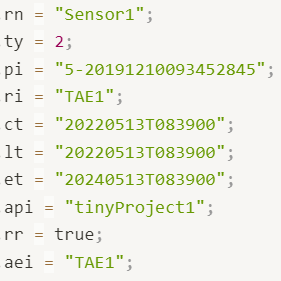 .rn = "Sensor1";
.ty = 2;
.pi = "5-20191210093452845";
.ri = "TAE1";
.ct = "20220513T083900";
.lt = "20220513T083900";
.et = "20240513T083900";
.api = "tinyProject1";
.rr = true;
.aei = "TAE1";